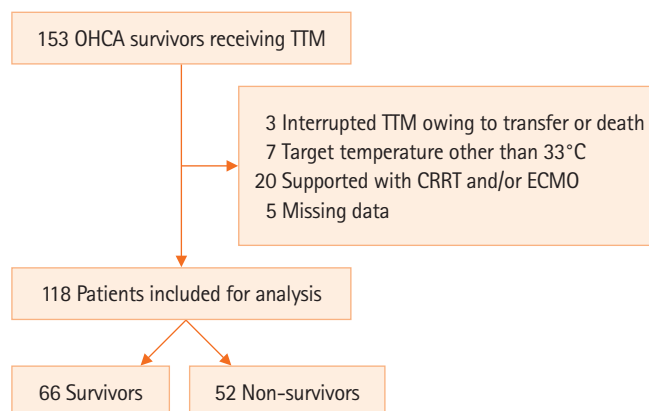 153 OHCA survivors receiving TTM
3 Interrupted TTM owing to transfer or death
7 Target temperature other than 33°C
20 Supported with CRRT and/or ECMO
5 Missing data
118 Patients included for analysis
66 Survivors
52 Non-survivors